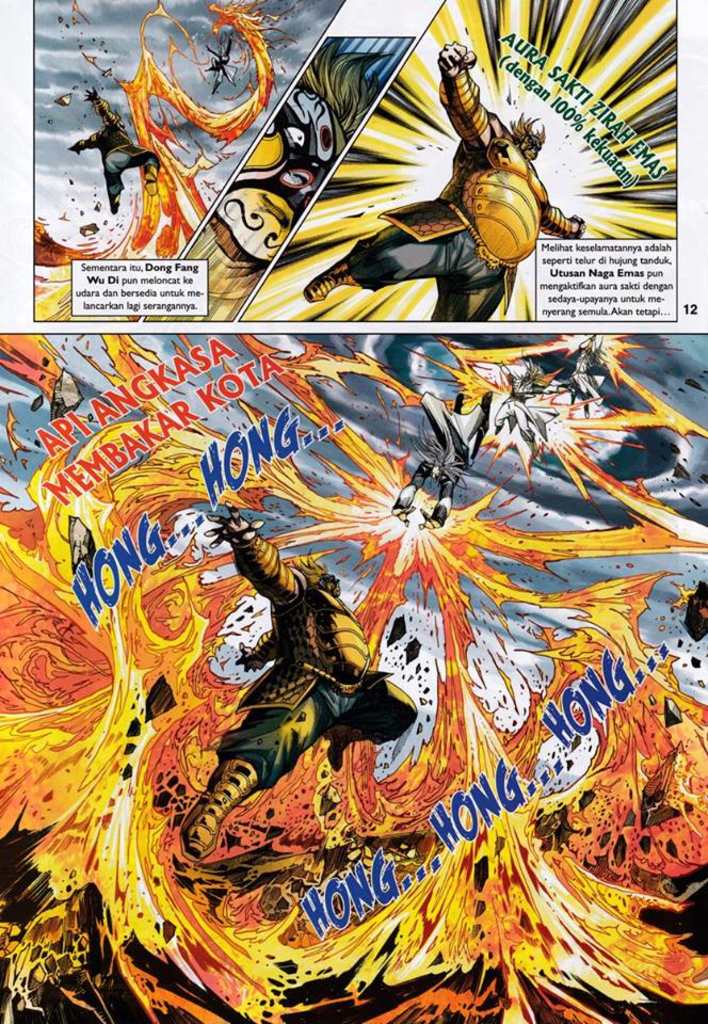 AURA SAKTI ZIRAH EMAS
(dengan 100% kekuatan)
Sementara itu, Dong Fang
Wu Di pun meloncat ke
udara dan bersedia untuk me-
lancarkan lagi serangannya.
Melihat keselamatannya adalah
seperti telur di hujung tanduk,
Utusan Naga Emas pun
mengaktifkan aura sakti dengan
sedaya-upayanya untuk me-
nyerang semula. Akan tetapi...
12
API ANGKASA
MEMBAKAR KOTA
HONG...
HONG...
HONG...
HONG...
HONG...